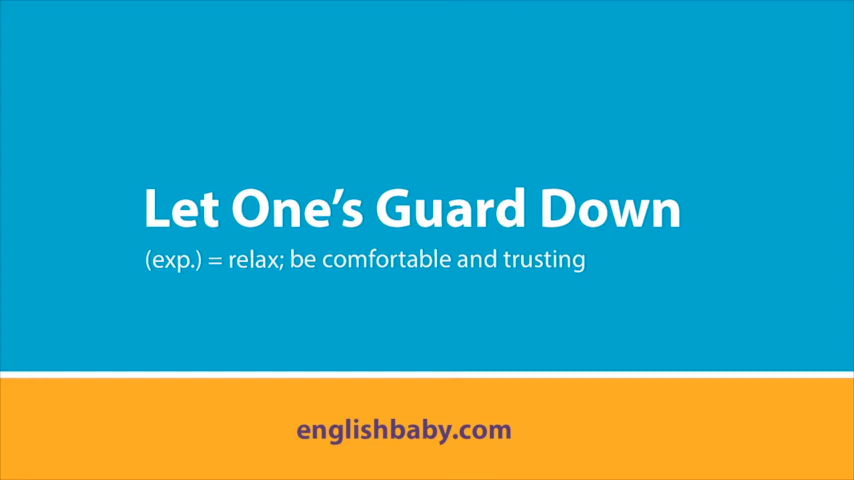 Let One's Guard Down
(exp.) = relax; be comfortable and trusting
englishbaby.com